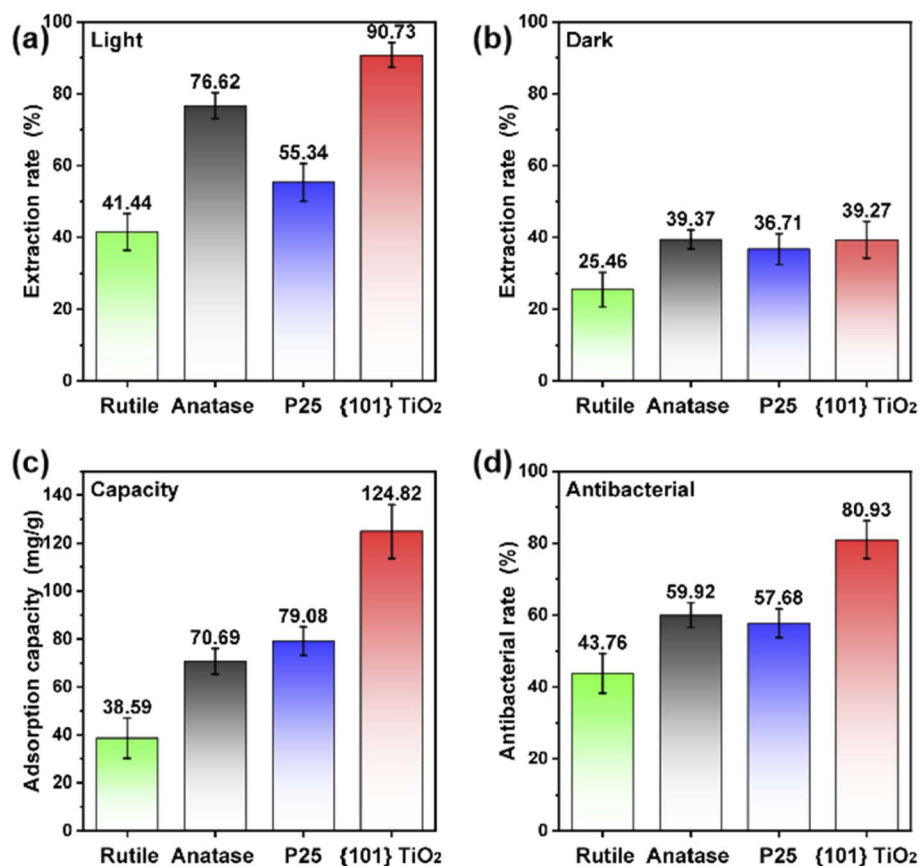 (a)
Light
Extraction rate (%)
100
80
60
40
20
0
41.44
76.62
55.34
90.73
Rutile Anatase P25 {101} TiO₂
(b)
Dark
Extraction rate (%)
100
80
60
40
20
0
25.46
39.37
36.71
39.27
Rutile Anatase P25 {101} TiO₂
(c)
Capacity
Adsorption capacity (mg/g)
140
120
100
80
60
40
20
0
38.59
70.69
79.08
124.82
Rutile Anatase P25 {101} TiO₂
(d)
Antibacterial
Antibacterial rate (%)
100
80
60
40
20
0
43.76
59.92
57.68
80.93
Rutile Anatase P25 {101} TiO₂